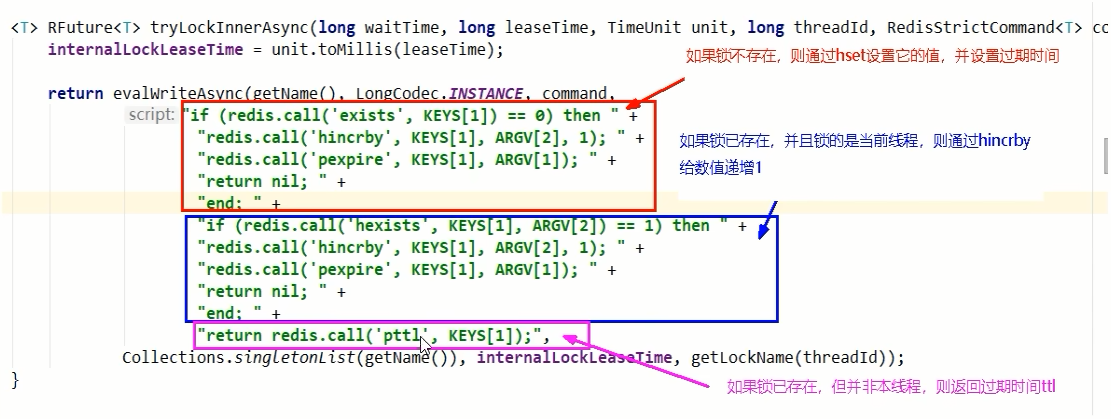 <T> RFuture<T> tryLockInnerAsync(long waitTime, long leaseTime, TimeUnit unit, long threadId, RedisStrictCommand<T> co
internalLockLeaseTime = unit.toMillis(leaseTime);
如果锁不存在，则通过hset设置它的值，并设置过期时间
return evalWriteAsync(getName(), LongCodec.INSTANCE, command,
script: "if (redis.call('exists', KEYS[1]) == 0) then " +
"redis.call('hincrby', KEYS[1], ARGV[2], 1); " +
"redis.call('pexpire', KEYS[1], ARGV[1]); " +
"return nil; " +
"end; " +
如果锁已存在，并且锁的是当前线程，则通过hincrby
给数值递增1
"if (redis.call('hexists', KEYS[1], ARGV[2]) == 1) then " +
"redis.call('hincrby', KEYS[1], ARGV[2], 1); " +
"redis.call('pexpire', KEYS[1], ARGV[1]); " +
"return nil; " +
"end; " +
"return redis.call('pttl', KEYS[1]);",
Collections.singletonList(getName()), internalLockLeaseTime, getLockName(threadId));
}
如果锁已存在，但并非本线程，则返回过期时间ttl